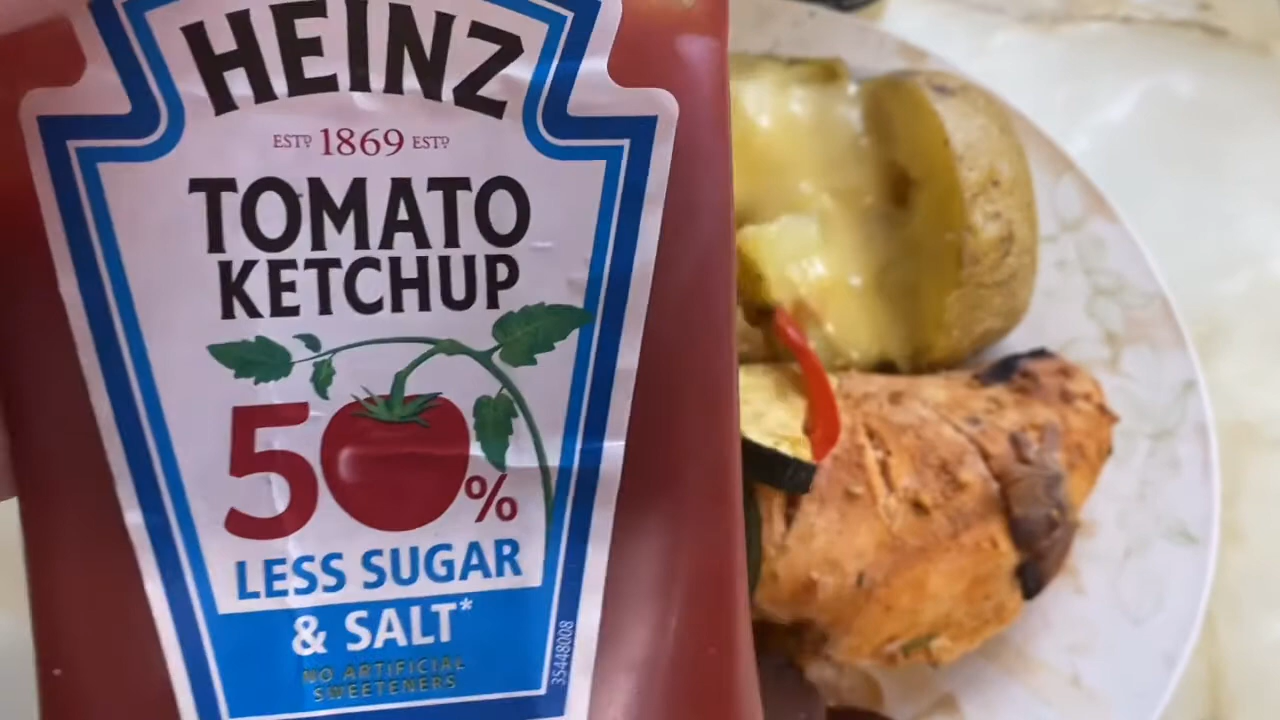 HEINZ
ESTD 1869 ESTD
TOMATO
KETCHUP
50%
LESS SUGAR
& SALT*
NO ARTIFICIAL
SWEETENERS
35448008